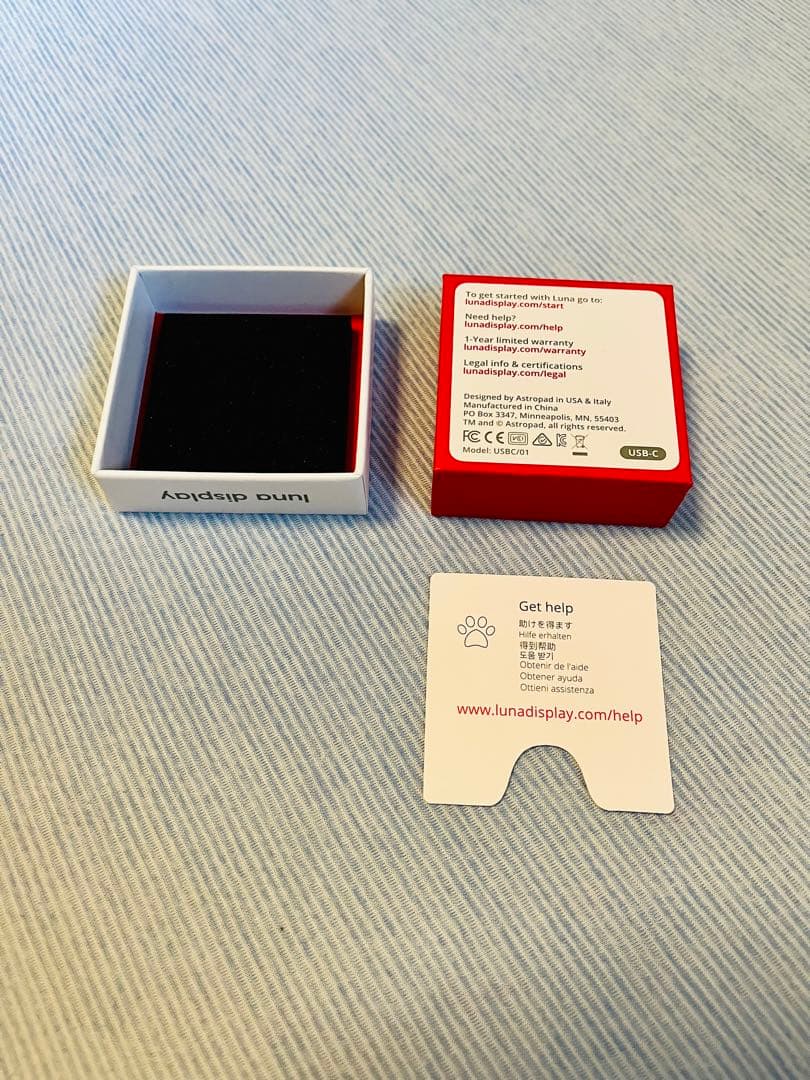 luna display
To get started with Luna go to:
lunadisplay.com/start
Need help?
lunadisplay.com/help
1-Year limited warranty
lunadisplay.com/warranty
Legal info & certifications
lunadisplay.com/legal
Designed by Astropad in USA & Italy
Manufactured in China
PO Box 3347, Minneapolis, MN, 55403
TM and © Astropad, all rights reserved.
FC CE
Model: USBC/01
USB-C
Get help
助けを得ます
Hilfe erhalten
得到帮助
도움 받기
Obtenir de l'aide
Obtener ayuda
Ottieni assistenza
www.lunadisplay.com/help